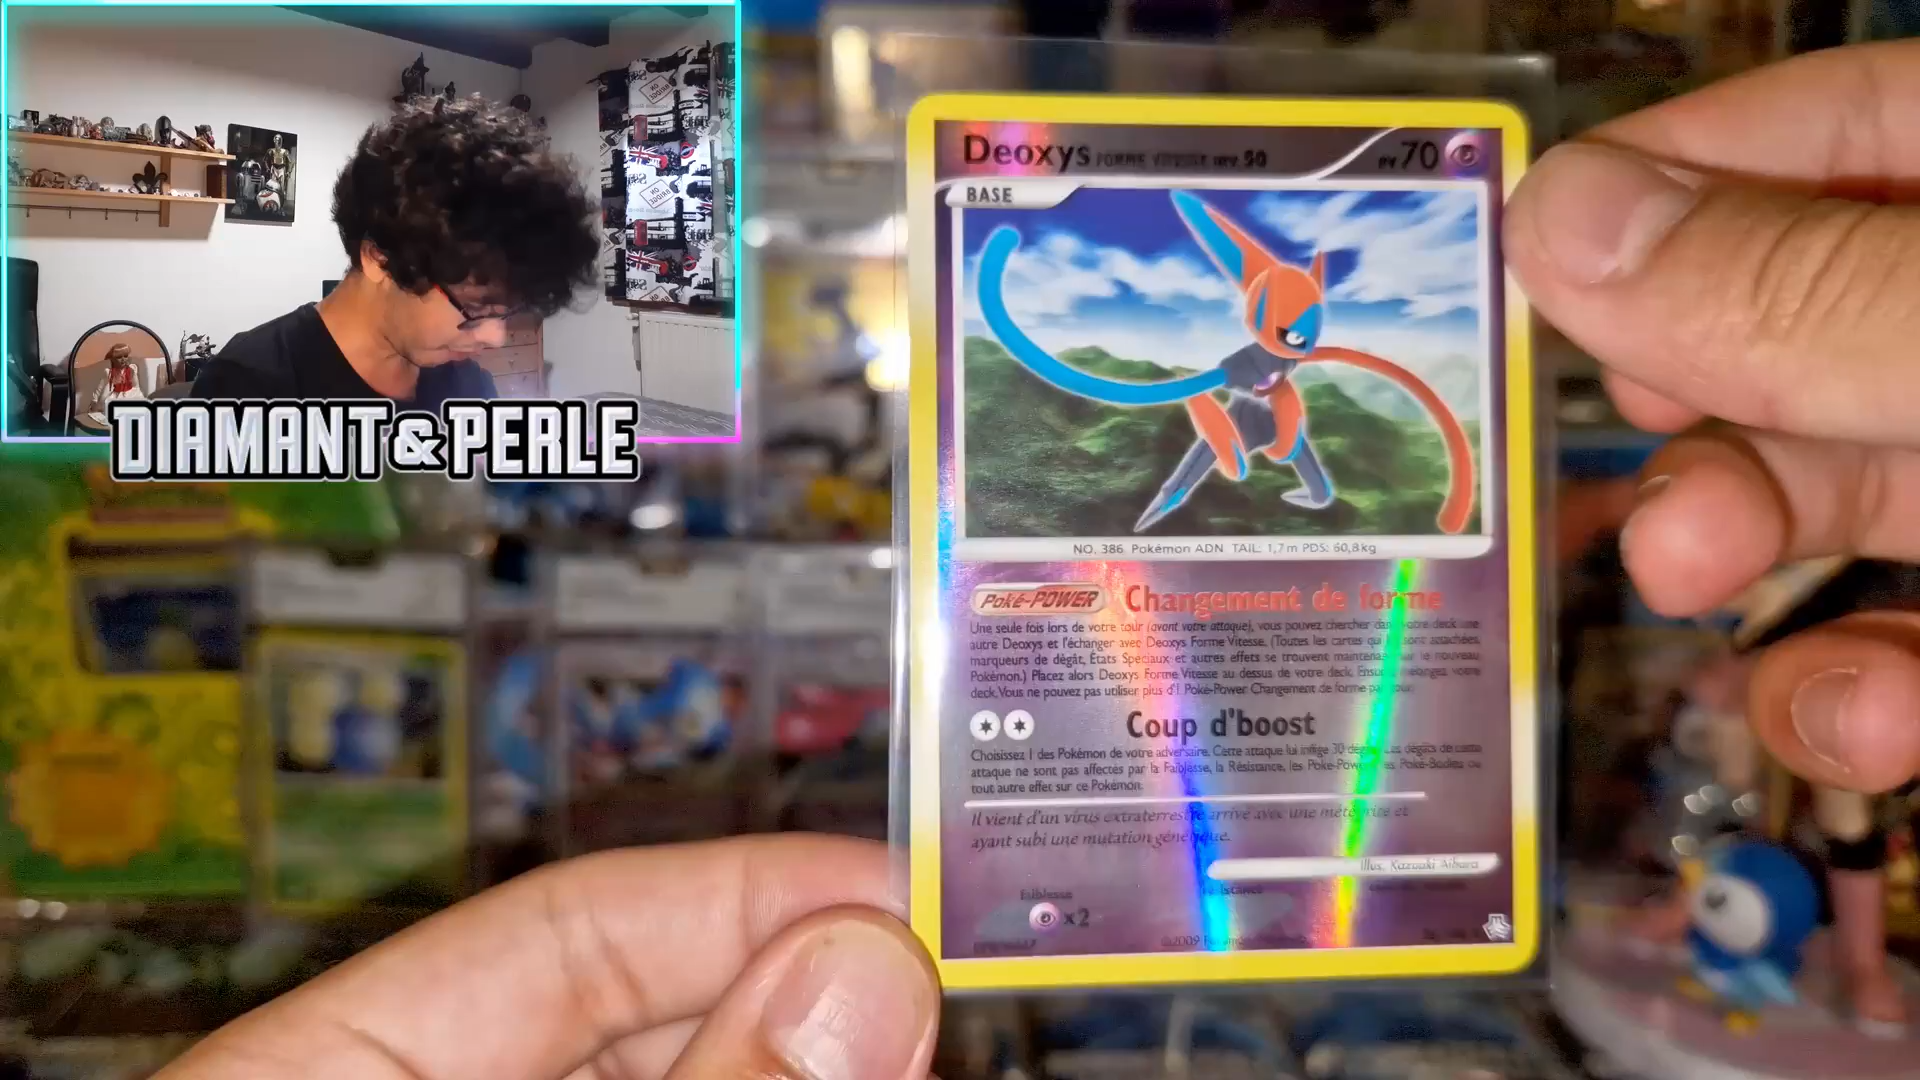 DIAMANT&PERLE
Deoxys FORME VITESSE NIV.50
PV 70
BASE
NO. 386 Pokémon ADN TAIL: 1,7m PDS: 60,8kg
Poké-POWER Changement de forme
Une seule fois lors de votre tour (avant votre attaque), vous pouvez chercher dans votre deck une
autre Deoxys et l'échanger avec Deoxys Forme Vitesse. (Toutes les cartes qui lui sont attachées,
marqueurs de dégât, États Spéciaux et autres effets se trouvent maintenant sur le nouveau
Pokémon.) Placez alors Deoxys Forme Vitesse au dessus de votre deck. Ensuite, mélangez votre
deck. Vous ne pouvez pas utiliser plus d'1 Poké-Power Changement de forme par tour.
Coup d'boost
Choisissez 1 des Pokémon de votre adversaire. Cette attaque lui inflige 30 dégâts. Les dégâts de cette
attaque ne sont pas affectés par la Faiblesse, la Résistance, les Poké-Powers, les Poké-Bodies ou
tout autre effet sur ce Pokémon.
Il vient d'un virus extraterrestre arrivé avec une météorite et
ayant subi une mutation génétique.
Illus. Kazuaki Aihara
Faiblesse
Résistance
x2
©2009